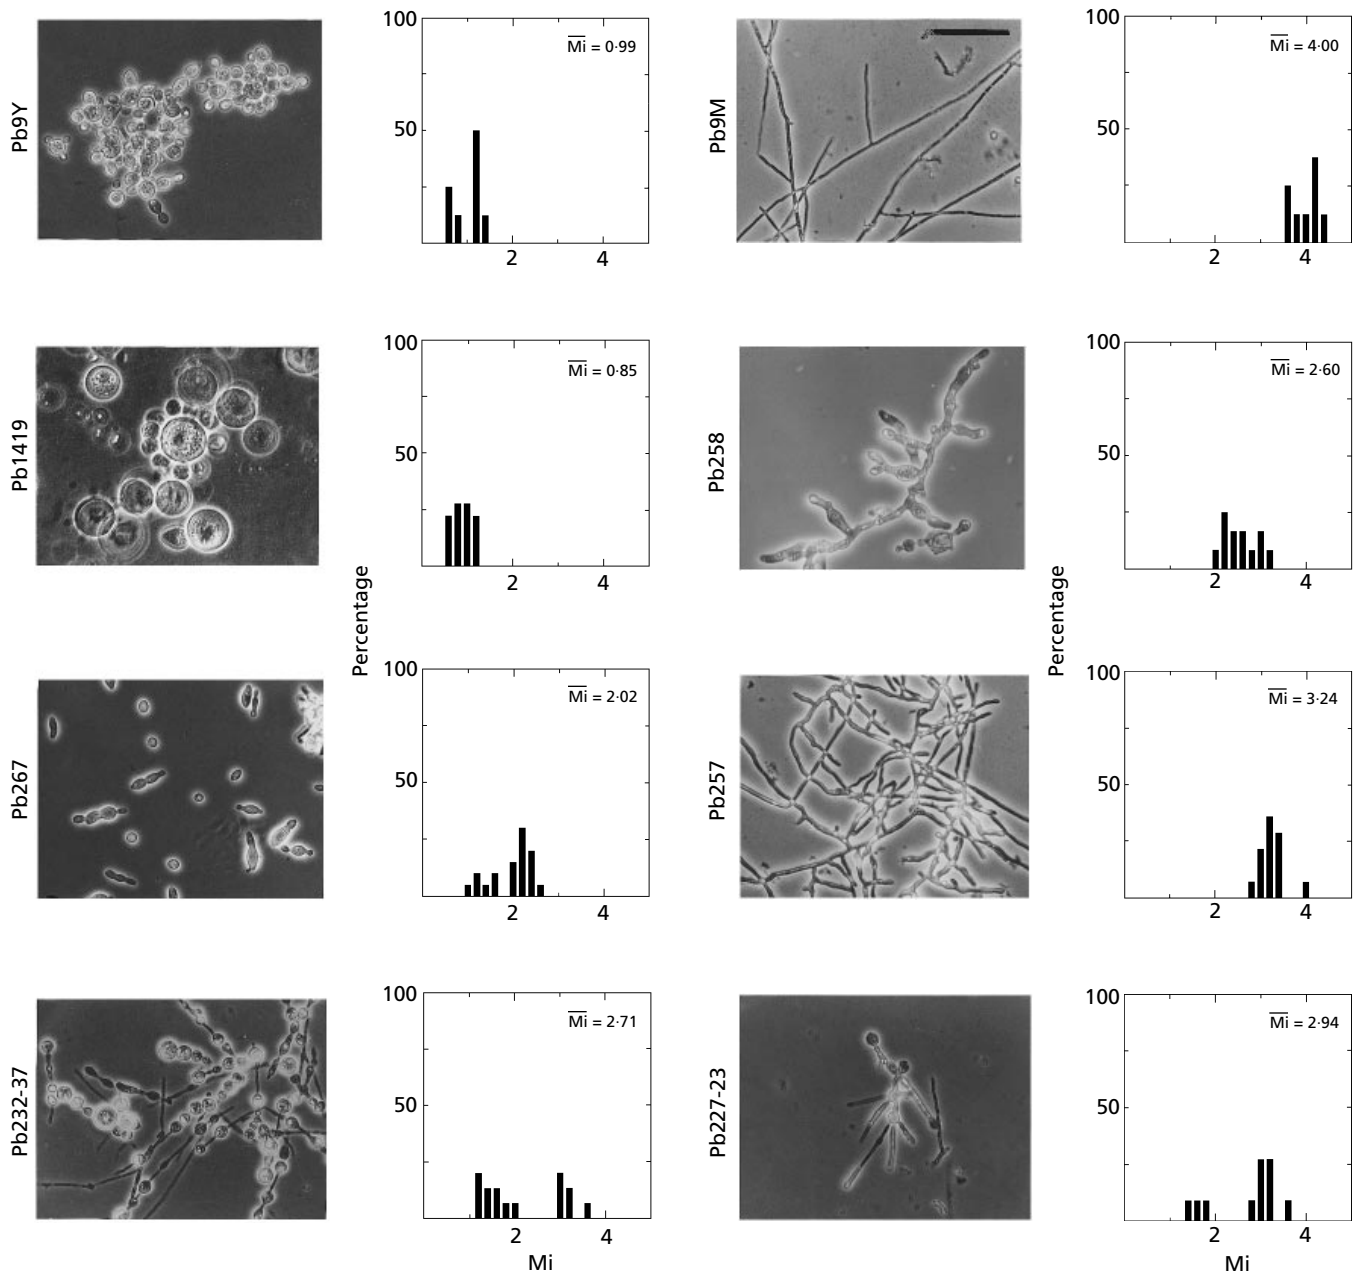 Pb9Y
100
50
2
4
Mi = 0·99
Pb9M
100
50
2
4
Mi = 4·00
Pb1419
100
50
2
4
Mi = 0·85
Pb258
100
50
2
4
Mi = 2·60
Percentage
Percentage
Pb267
100
50
2
4
Mi = 2·02
Pb257
100
50
2
4
Mi = 3·24
Pb232-37
100
50
2
4
Mi = 2·71
Mi
Pb227-23
100
50
2
4
Mi = 2·94
Mi